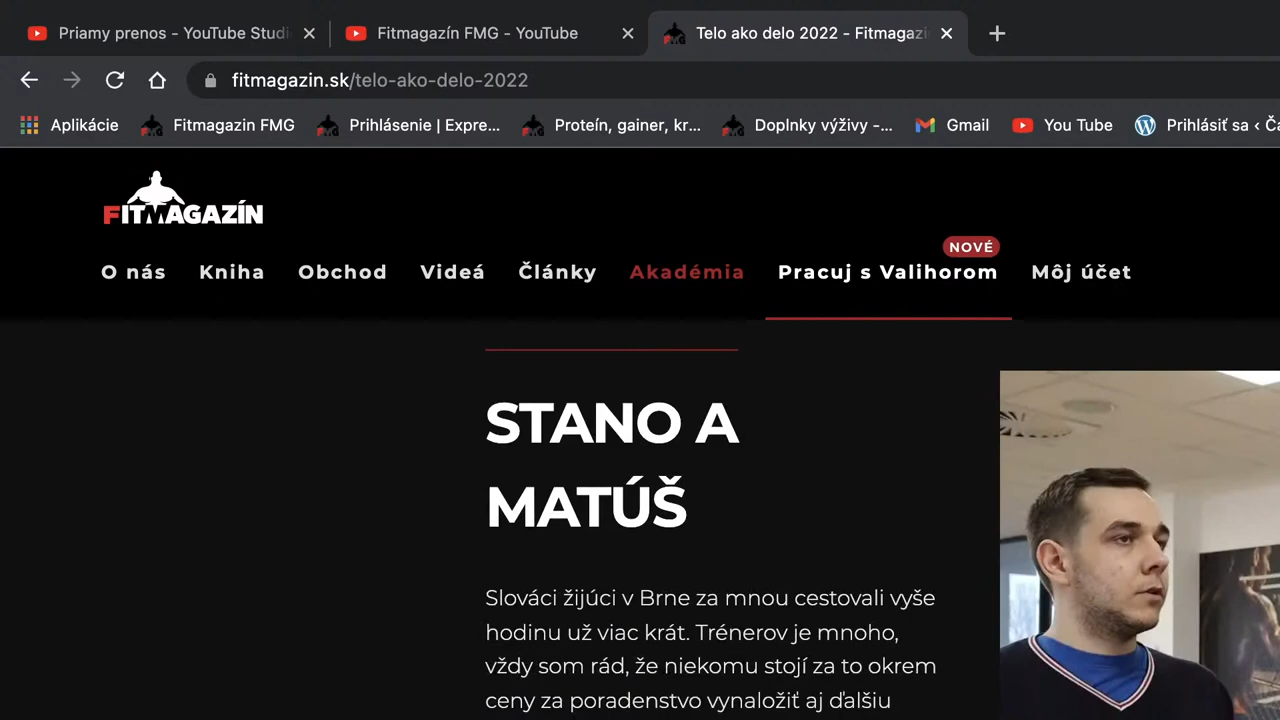 Priamy prenos - YouTube Studi
Fitmagazín FMG - YouTube
Telo ako delo 2022 - Fitmagazi
fitmagazin.sk/telo-ako-delo-2022
Aplikácie
Fitmagazin FMG
Prihlásenie | Expre...
Proteín, gainer, kr...
Doplnky výživy -...
Gmail
You Tube
Prihlásiť sa ‹ Ča
FITMAGAZÍN
NOVÉ
O nás Kniha Obchod Videá Články Akadémia Pracuj s Valihorom Môj účet
STANO A
MATÚŠ
Slováci žijúci v Brne za mnou cestovali vyše
hodinu už viac krát. Trénerov je mnoho,
vždy som rád, že niekomu stojí za to okrem
ceny za poradenstvo vynaložiť aj ďalšiu